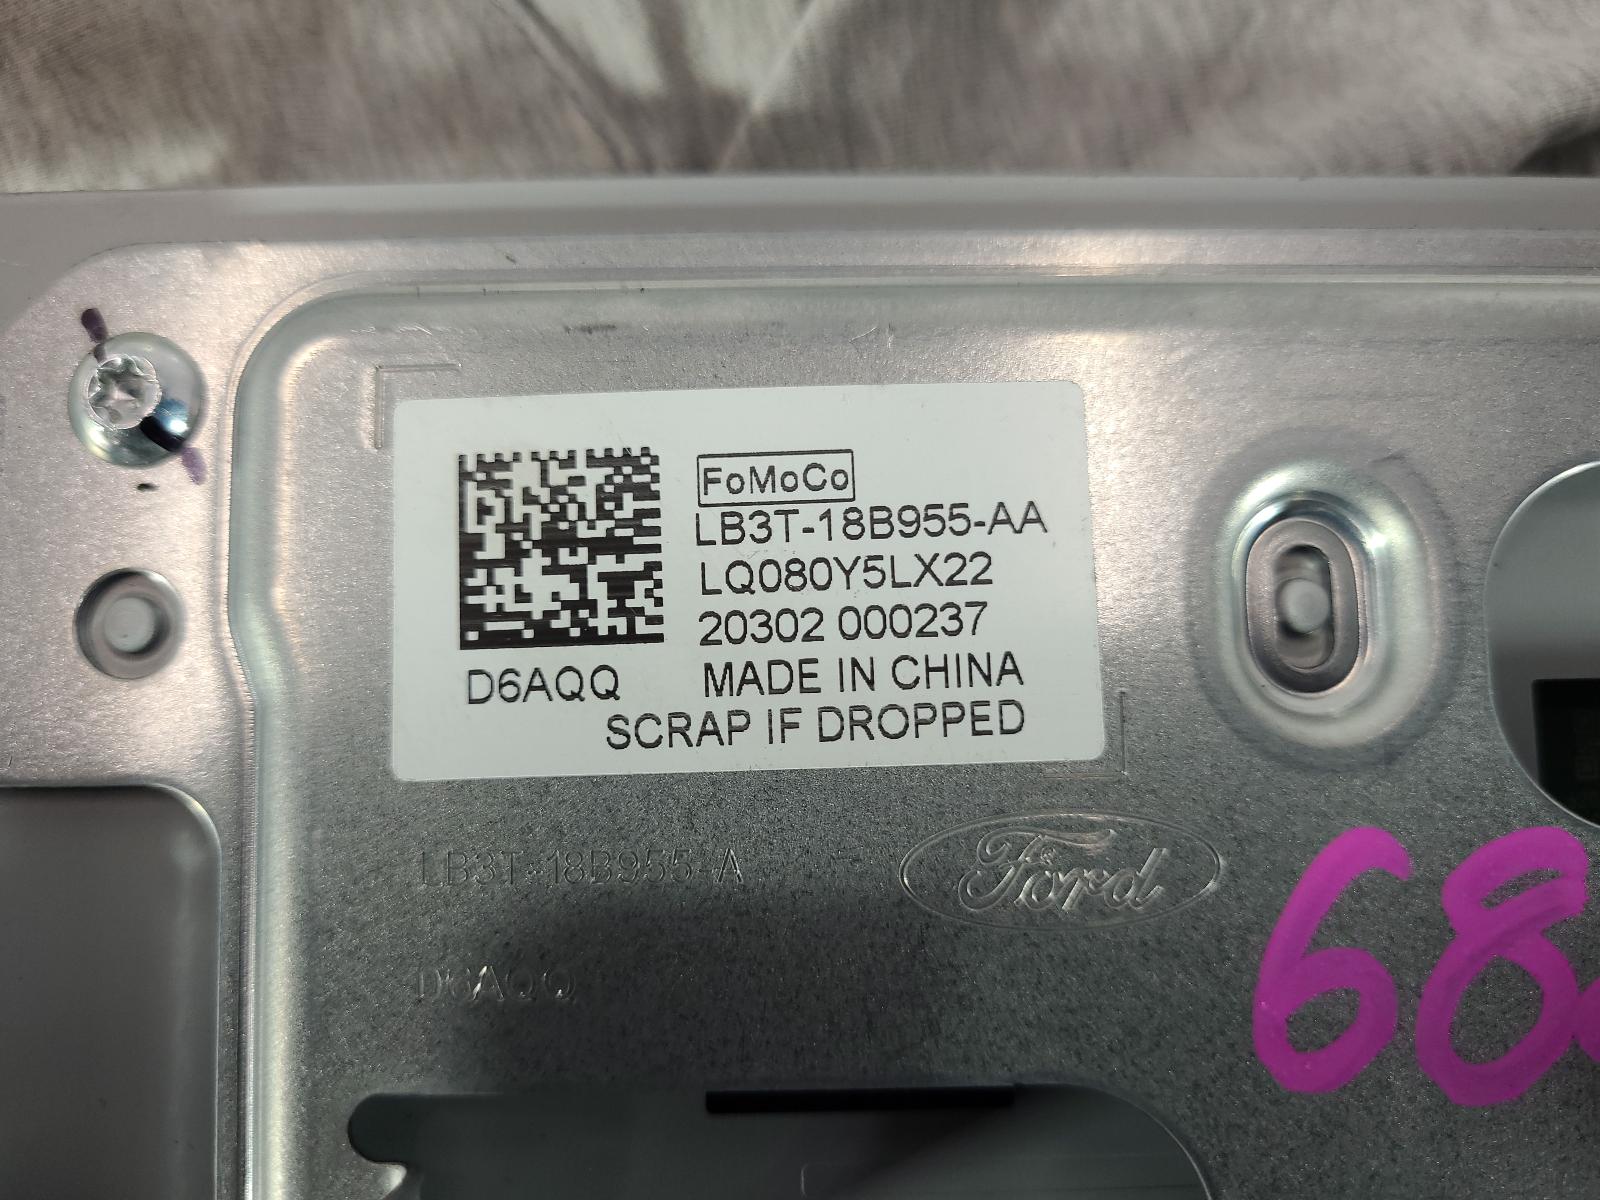 FoMoCo
LB3T-18B955-AA
LQ080Y5LX22
20302 000237
D6AQQ MADE IN CHINA
SCRAP IF DROPPED
LB3T-18B955-A
Ford
D6AQQ
68